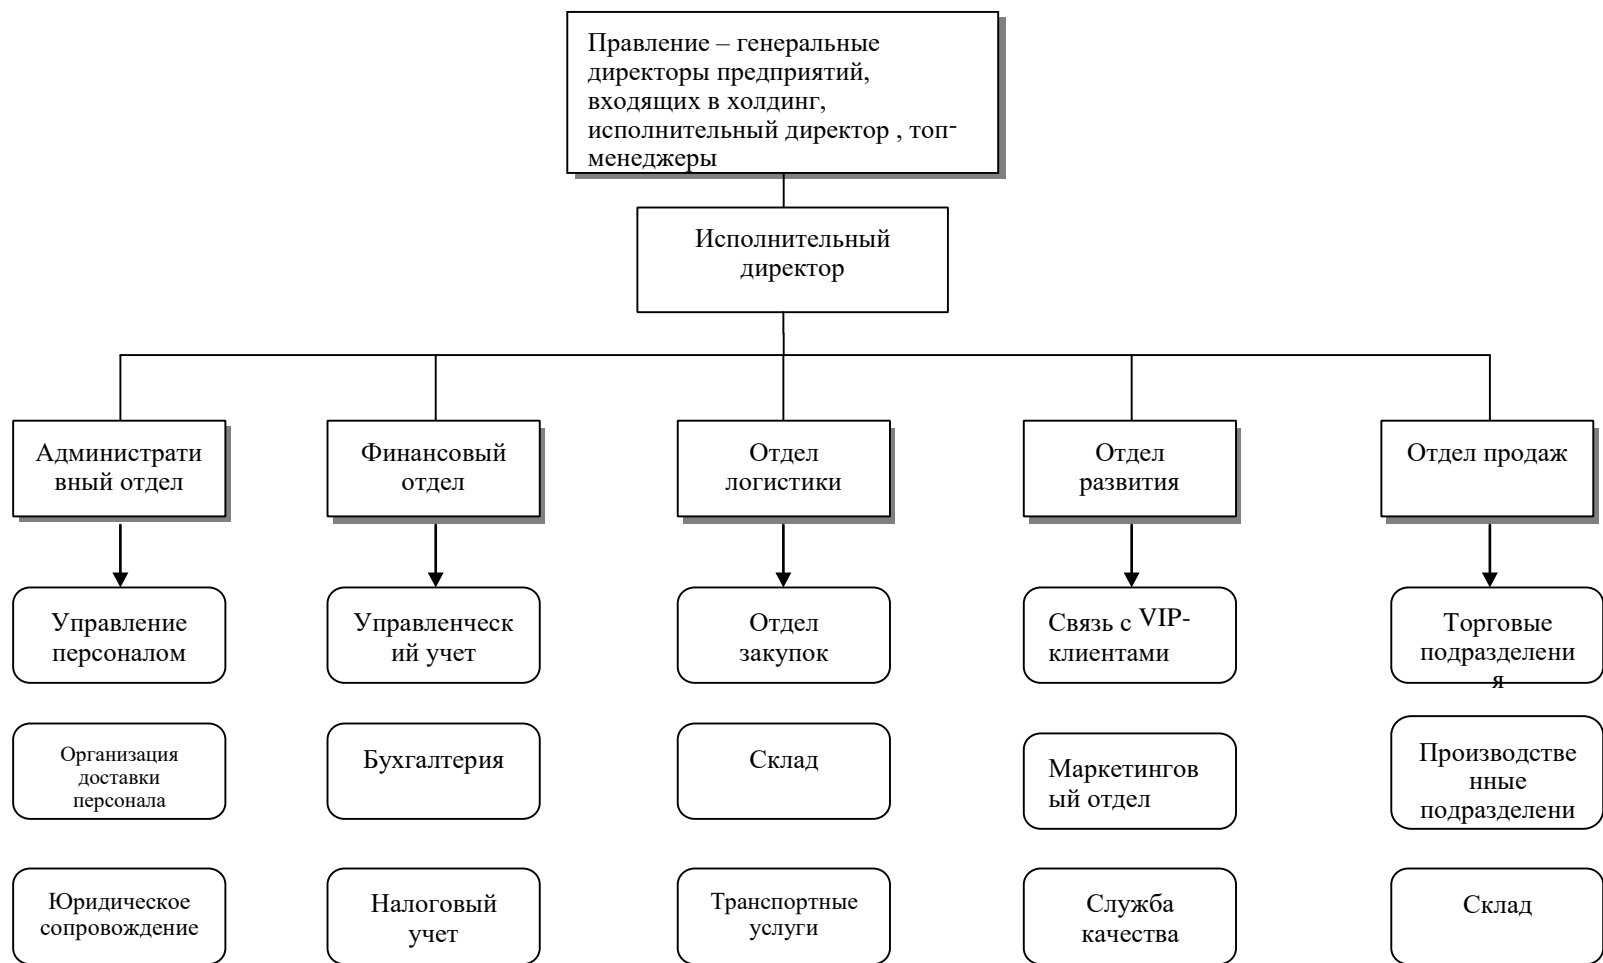 Правление – генеральные
директоры предприятий,
входящих в холдинг,
исполнительный директор , топ-
менеджеры
Исполнительный
директор
Администрати
вный отдел
Финансовый
отдел
Отдел
логистики
Отдел
развития
Отдел продаж
Управление
персоналом
Управленческ
ий учет
Отдел
закупок
Связь с VIP-
клиентами
Торговые
подразделени
я
Организация
доставки
персонала
Бухгалтерия
Склад
Маркетингов
ый отдел
Производстве
нные
подразделени
Юридическое
сопровождение
Налоговый
учет
Транспортные
услуги
Служба
качества
Склад